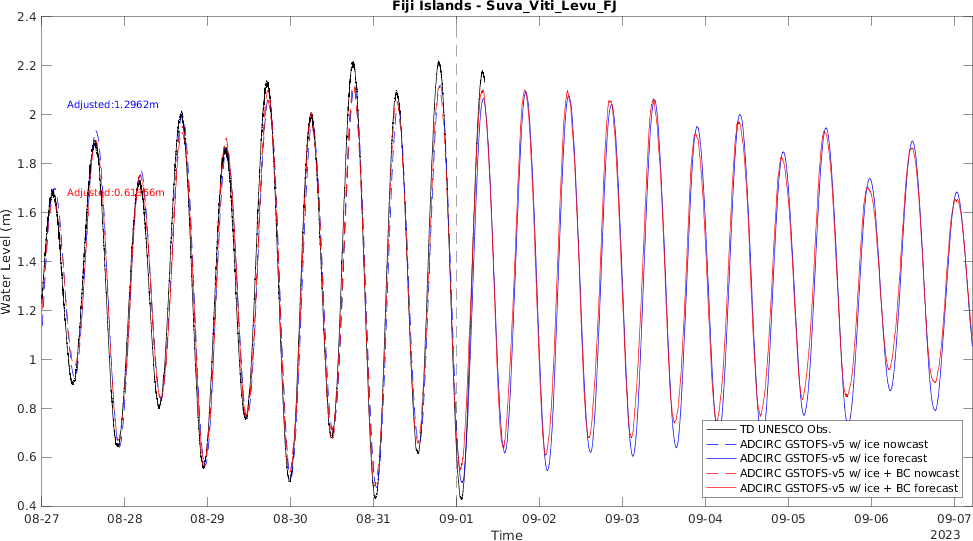 Fiji Islands - Suva_Viti_Levu_FJ
2.4
2.2
2
1.8
1.6
1.4
1.2
1
0.8
0.6
0.4
Water Level (m)
Adjusted:1.2962m
TD UNESCO Obs.
ADCIRC GSTOFS-v5 w/ ice nowcast
ADCIRC GSTOFS-v5 w/ ice forecast
ADCIRC GSTOFS-v5 w/ ice + BC nowcast
ADCIRC GSTOFS-v5 w/ ice + BC forecast
08-27 08-28 08-29 08-30 08-31 09-01 09-02 09-03 09-04 09-05 09-06 09-07
Time
2023